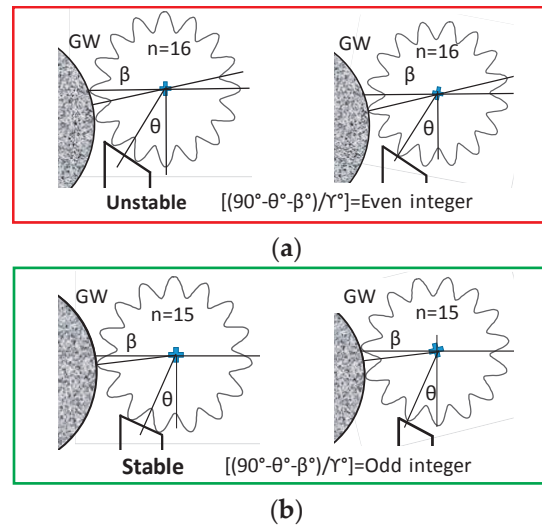 GW
n=16
β
θ
GW
n=16
β
θ
Unstable [(90°-θ°-β°)/ϒ°]=Even integer
(a)
GW
n=15
β
θ
GW
n=15
β
θ
Stable [(90°-θ°-β°)/ϒ°]=Odd integer
(b)